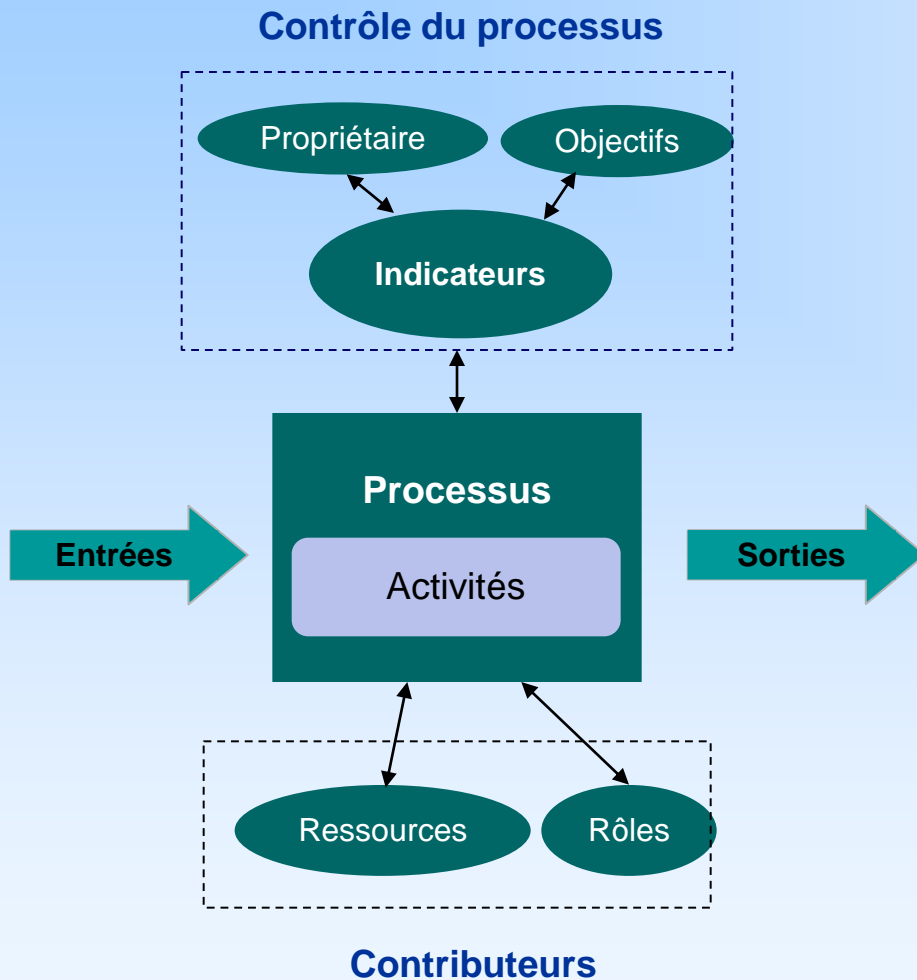 Contrôle du processus
Propriétaire
Objectifs
Indicateurs
Processus
Entrées
Activités
Sorties
Ressources
Rôles
Contributeurs